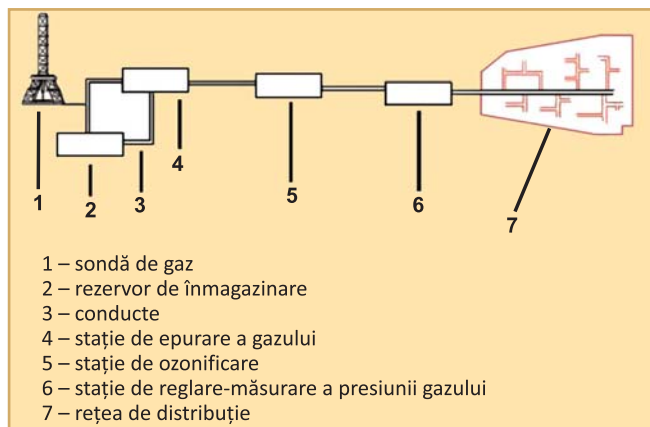 1
2
3
4
5
6
7
1 – sondă de gaz
2 – rezervor de înmagazinare
3 – conducte
4 – stație de epurare a gazului
5 – stație de ozonificare
6 – stație de reglare-măsurare a presiunii gazului
7 – rețea de distribuție